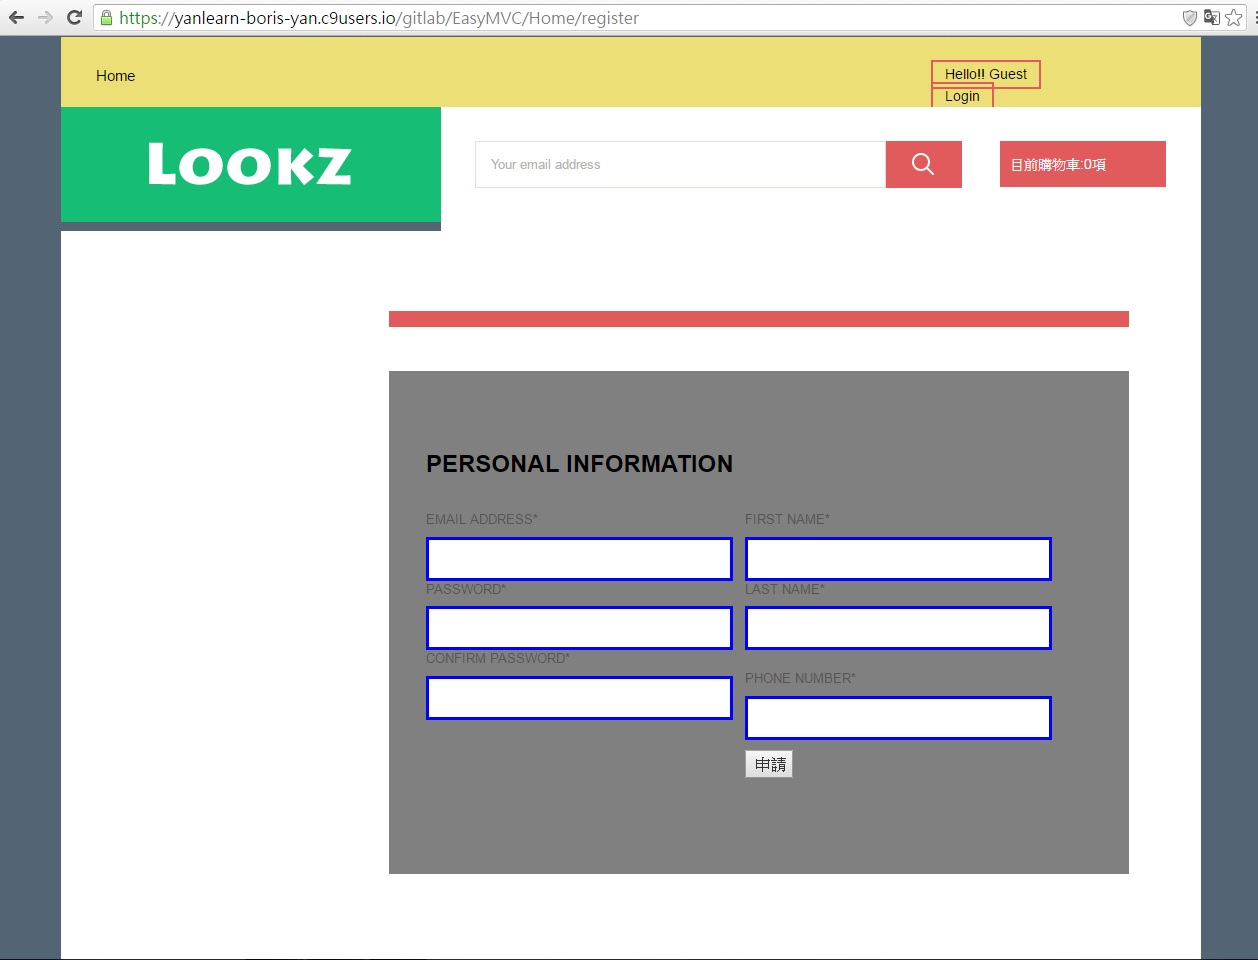 https://yanlearn-boris-yan.c9users.io/gitlab/EasyMVC/Home/register
Home
Hello!! Guest
Login
LOOKZ
Your email address
目前購物車:0項
PERSONAL INFORMATION
EMAIL ADDRESS*
FIRST NAME*
PASSWORD*
LAST NAME*
CONFIRM PASSWORD*
PHONE NUMBER*
申請